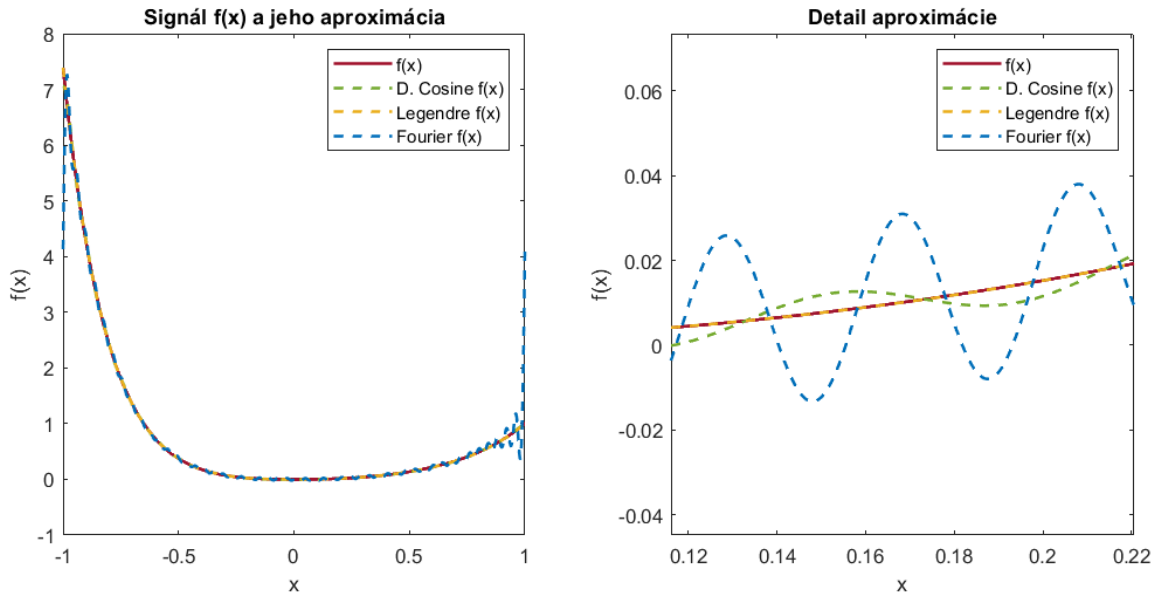 Signál f(x) a jeho aproximácia
8
7
6
5
4
3
2
1
0
-1
f(x)
-1
-0.5
0
0.5
1
x
f(x)
D. Cosine f(x)
Legendre f(x)
Fourier f(x)
Detail aproximácie
0.06
0.04
0.02
0
-0.02
-0.04
f(x)
0.12
0.14
0.16
0.18
0.2
0.22
x
f(x)
D. Cosine f(x)
Legendre f(x)
Fourier f(x)